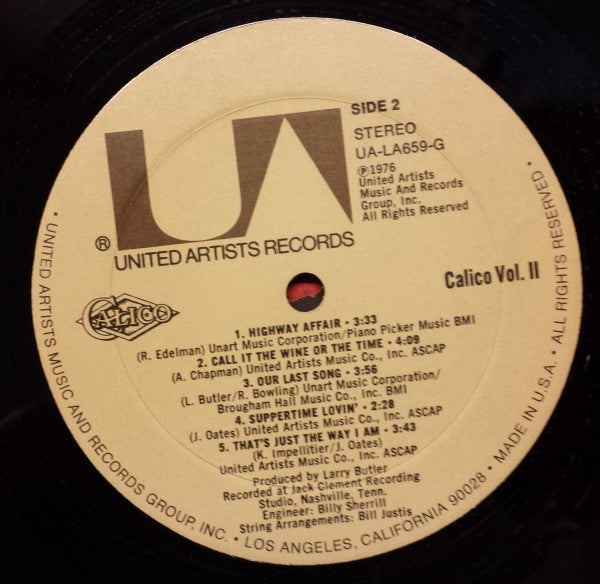 SIDE 2
STEREO
UA-LA659-G
℗1976
United Artists
Music And Records
Group, Inc.
All Rights Reserved
UA
®
UNITED ARTISTS RECORDS
Calico Vol. II
CALICO
1. HIGHWAY AFFAIR • 3:33
(R. Edelman) Unart Music Corporation/Piano Picker Music BMI
2. CALL IT THE WINE OR THE TIME • 4:09
(A. Chapman) United Artists Music Co., Inc. ASCAP
3. OUR LAST SONG • 3:56
(L. Butler/R. Bowling) Unart Music Corporation/
Brougham Hall Music Co., Inc. BMI
4. SUPPERTIME LOVIN' • 2:28
(J. Oates) United Artists Music Co., Inc. ASCAP
5. THAT'S JUST THE WAY I AM • 3:43
(K. Impellitier/J. Oates)
United Artists Music Co., Inc. ASCAP
Produced by Larry Butler
Recorded at Jack Clement Recording
Studio, Nashville, Tenn.
Engineer: Billy Sherrill
String Arrangements: Bill Justis
• UNITED ARTISTS MUSIC AND RECORDS GROUP, INC. • LOS ANGELES, CALIFORNIA 90028 • MADE IN U.S.A. • ALL RIGHTS RESERVED •